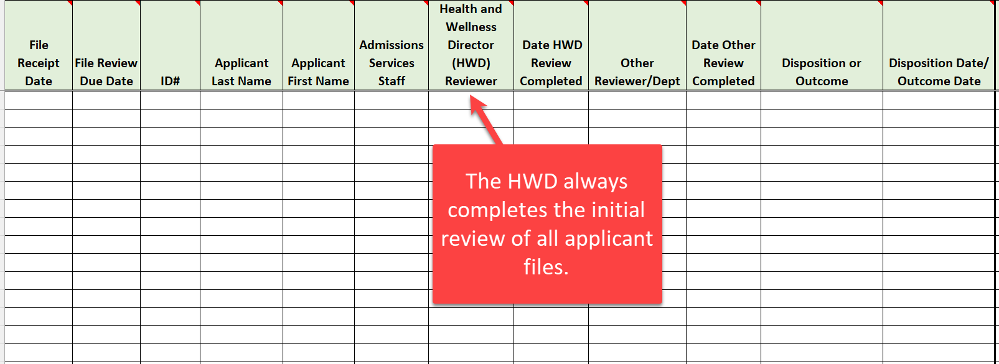 File
Receipt
Date
File Review
Due Date
ID#
Applicant
Last Name
Applicant
First Name
Admissions
Services
Staff
Health and
Wellness
Director
(HWD)
Reviewer
Date HWD
Review
Completed
Other
Reviewer/Dept
Date Other
Review
Completed
Disposition or
Outcome
Disposition Date/
Outcome Date
The HWD always
completes the initial
review of all applicant
files.